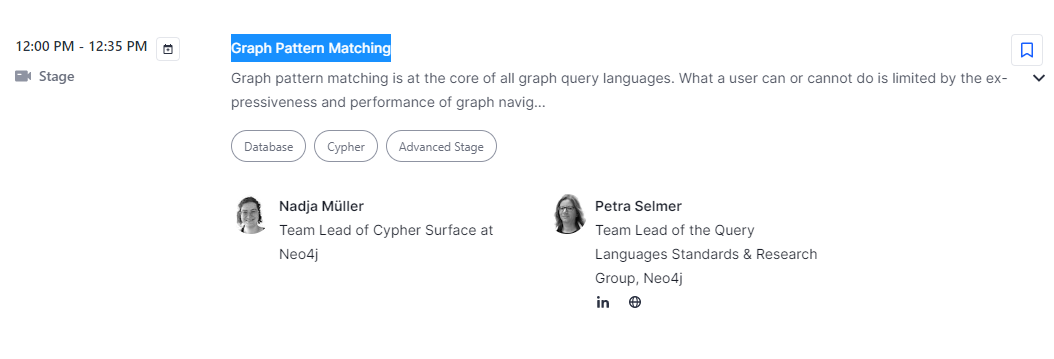 12:00 PM - 12:35 PM
Stage
Graph Pattern Matching
Graph pattern matching is at the core of all graph query languages. What a user can or cannot do is limited by the ex-
pressiveness and performance of graph navig...
Database
Cypher
Advanced Stage
Nadja Müller
Team Lead of Cypher Surface at
Neo4j
Petra Selmer
Team Lead of the Query
Languages Standards & Research
Group, Neo4j
in